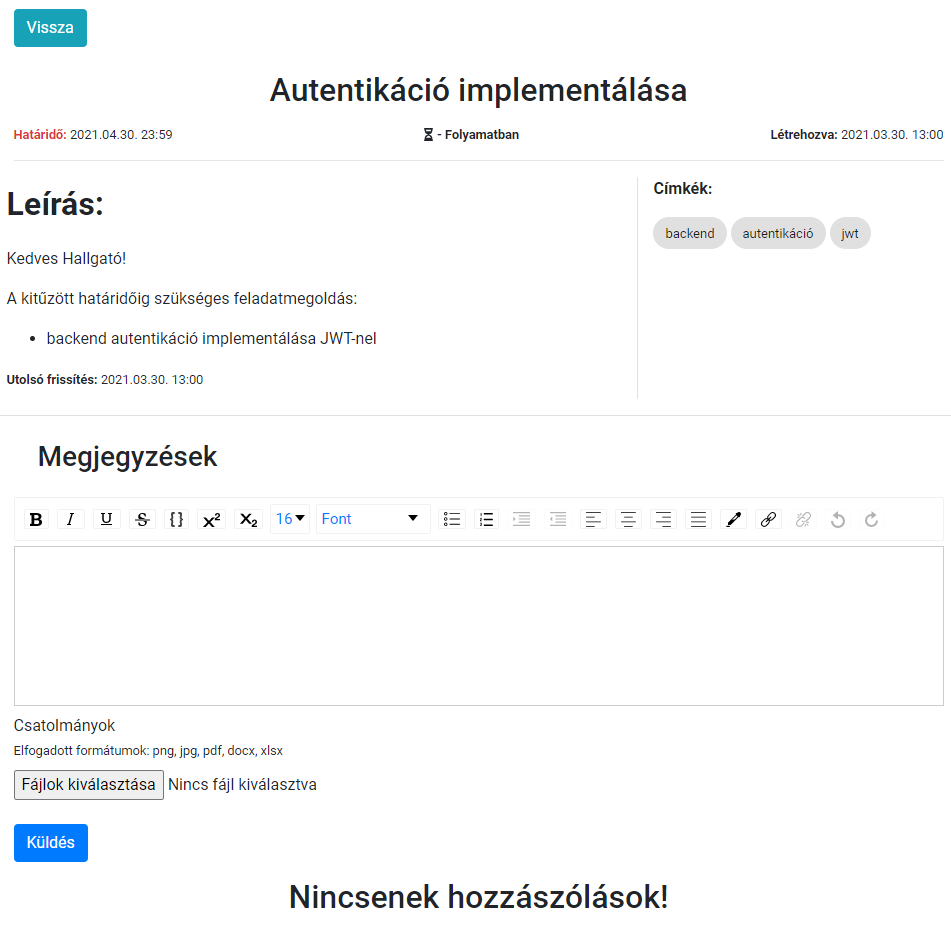 Vissza
Autentikáció implementálása
Határidő: 2021.04.30. 23:59
- Folyamatban
Létrehozva: 2021.03.30. 13:00
Leírás:
Kedves Hallgató!
A kitűzött határidőig szükséges feladatmegoldás:
• backend autentikáció implementálása JWT-nel
Utolsó frissítés: 2021.03.30. 13:00
Címkék:
backend autentikáció jwt
Megjegyzések
B I U S {} x² x₂ 16 Font
Csatolmányok
Elfogadott formátumok: png, jpg, pdf, docx, xlsx
Fájlok kiválasztása Nincs fájl kiválasztva
Küldés
Nincsenek hozzászólások!